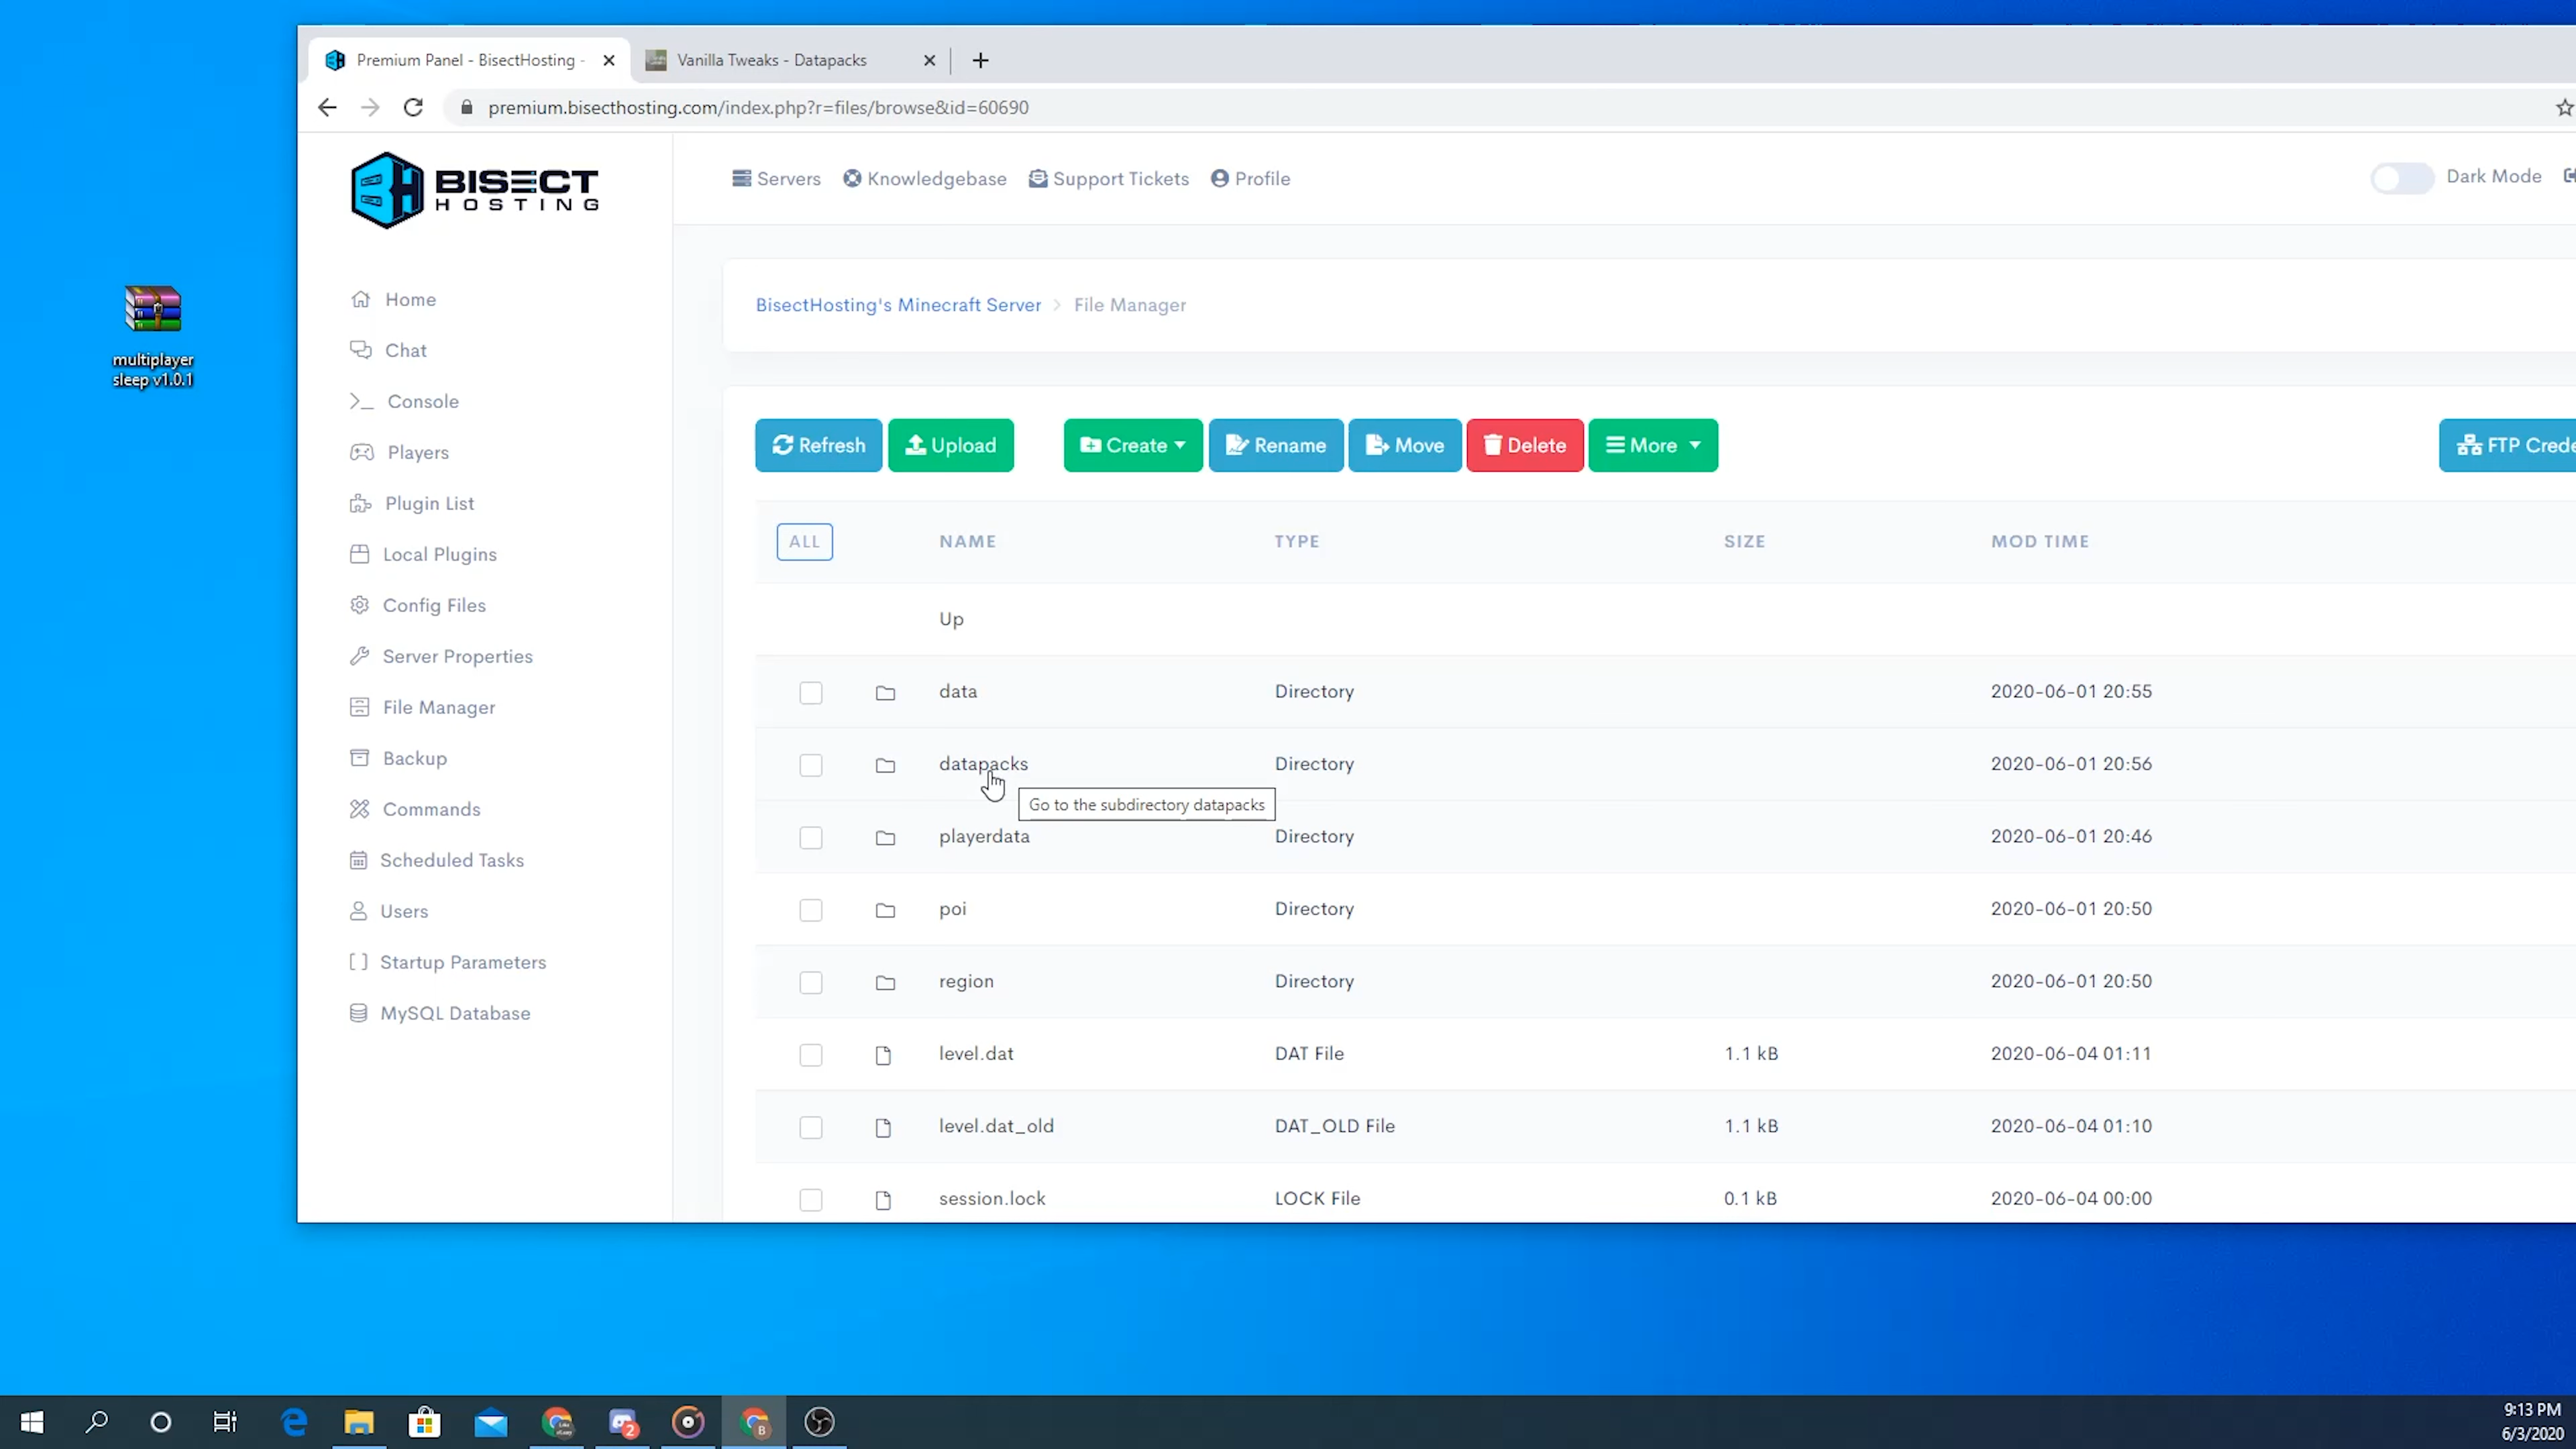 Premium Panel - BisectHosting -
Vanilla Tweaks - Datapacks
premium.bisecthosting.com/index.php?r=files/browse&id=60690
BISECT
HOSTING
Servers
Knowledgebase
Support Tickets
Profile
Dark Mode
multiplayer
sleep v1.0.1
Home
Chat
Console
Players
Plugin List
Local Plugins
Config Files
Server Properties
File Manager
Backup
Commands
Scheduled Tasks
Users
Startup Parameters
MySQL Database
BisectHosting's Minecraft Server > File Manager
Refresh
Upload
Create
Rename
Move
Delete
More
FTP Crede
ALL NAME TYPE SIZE MOD TIME
Up
data Directory 2020-06-01 20:55
datapacks Directory 2020-06-01 20:56
Go to the subdirectory datapacks
playerdata Directory 2020-06-01 20:46
poi Directory 2020-06-01 20:50
region Directory 2020-06-01 20:50
level.dat DAT File 1.1 kB 2020-06-04 01:11
level.dat_old DAT_OLD File 1.1 kB 2020-06-04 01:10
session.lock LOCK File 0.1 kB 2020-06-04 00:00
2
B
9:13 PM
6/3/2020